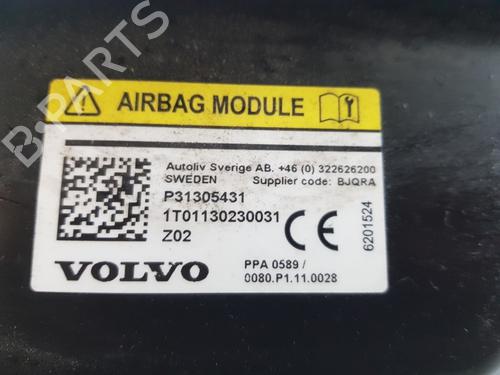 AIRBAG MODULE
Autoliv Sverige AB. +46 (0) 322626200
SWEDEN Supplier code: BJQRA
P31305431
1T01130230031
Z02
CE
6201524
VOLVO
PPA 0589 /
0080.P1.11.0028
B-PARTS